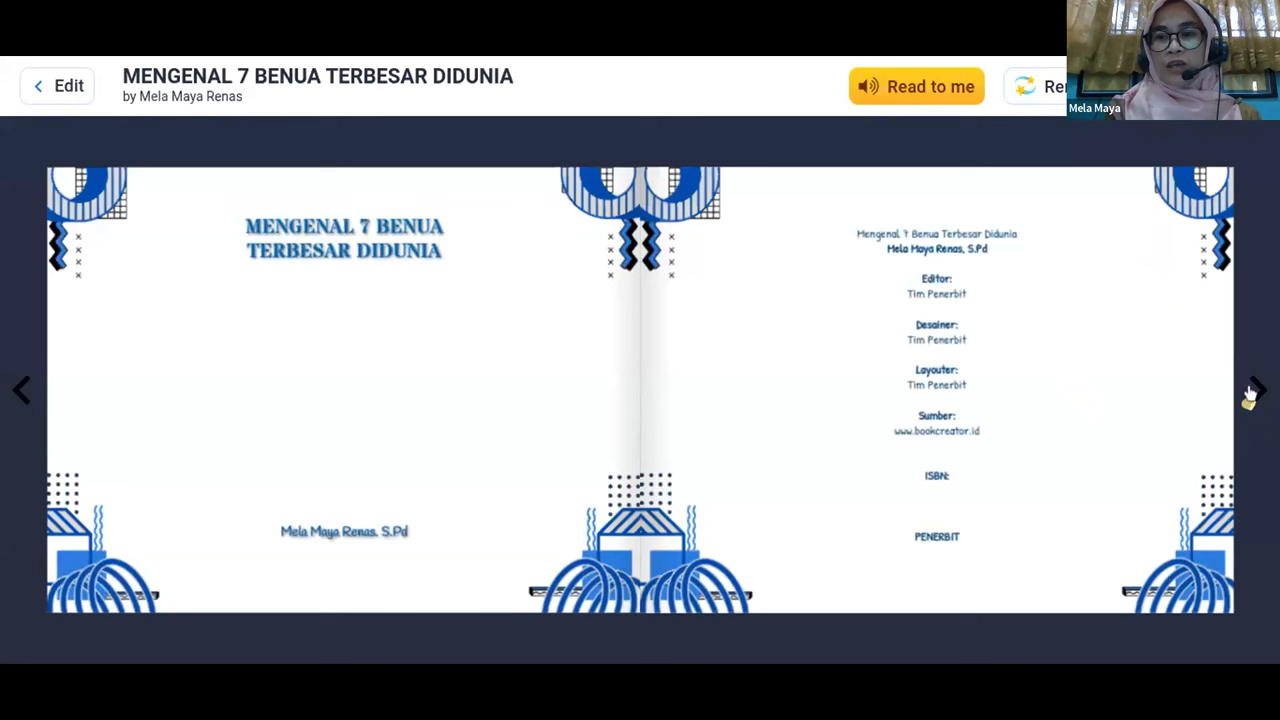 Edit
MENGENAL 7 BENUA TERBESAR DIDUNIA
by Mela Maya Renas
Read to me
Mela Maya
MENGENAL 7 BENUA
TERBESAR DIDUNIA
Mela Maya Renas. S.Pd
Mengenal 7 Benua Terbesar Didunia
Mela Maya Renas, S.Pd
Editor:
Tim Penerbit
Desainer:
Tim Penerbit
Layouter:
Tim Penerbit
Sumber:
www.bookcreator.id
ISBN:
PENERBIT